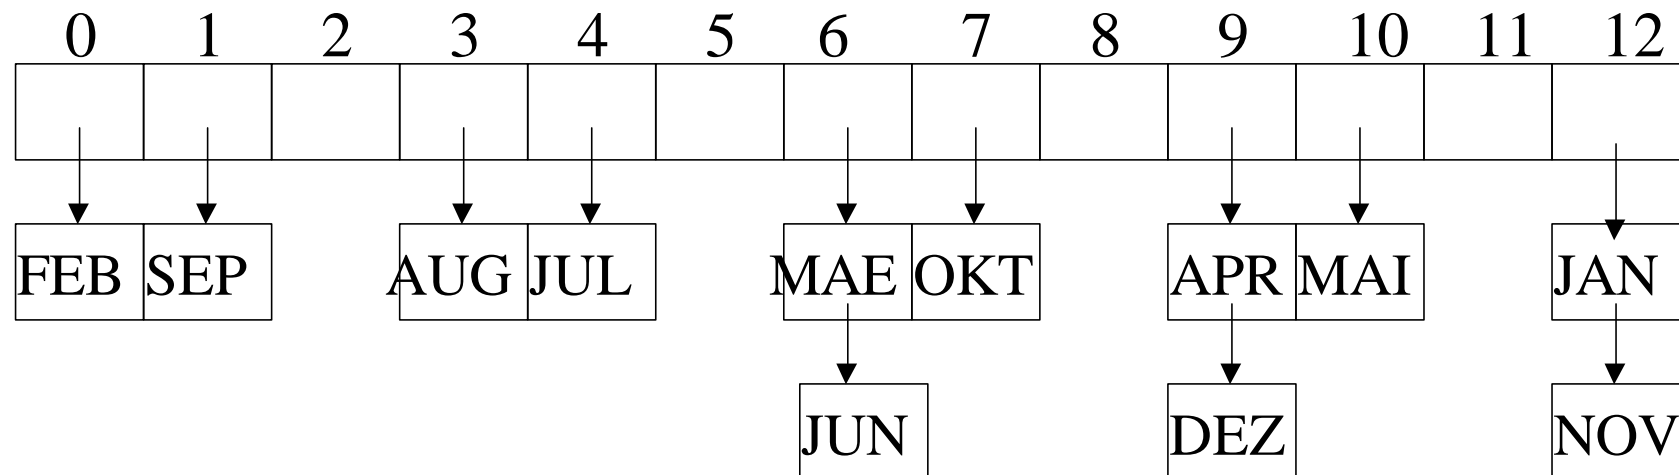 0 1 2 3 4 5 6 7 8 9 10 11 12
FEB SEP AUG JUL MAE OKT APR MAI JAN
JUN DEZ NOV